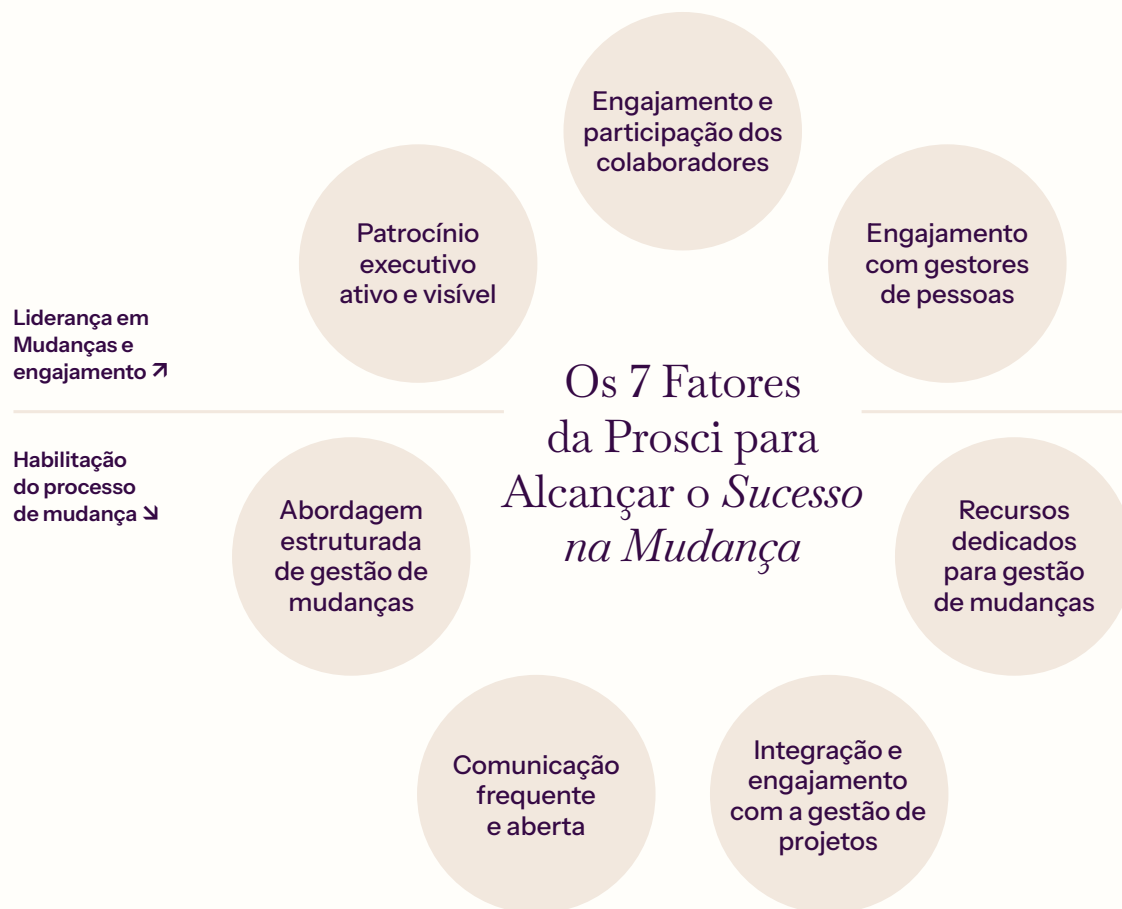 Engajamento e
participação dos
colaboradores
Patrocínio
executivo
ativo e visível
Engajamento
com gestores
de pessoas
Liderança em
Mudanças e
engajamento ↗
Os 7 Fatores
da Prosci para
Alcançar o Sucesso
na Mudança
Habilitação
do processo
de mudança ↘
Abordagem
estruturada
de gestão de
mudanças
Recursos
dedicados
para gestão
de mudanças
Comunicação
frequente
e aberta
Integração e
engajamento
com a gestão de
projetos